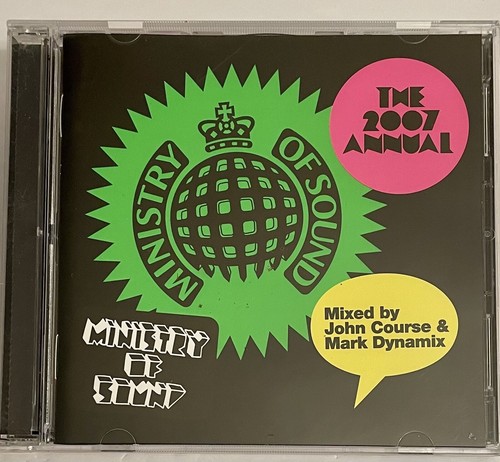 THE
2007
ANNUAL
MINISTRY
OF SOUND
MINISTRY
OF
SOUND
Mixed by
John Course &
Mark Dynamix